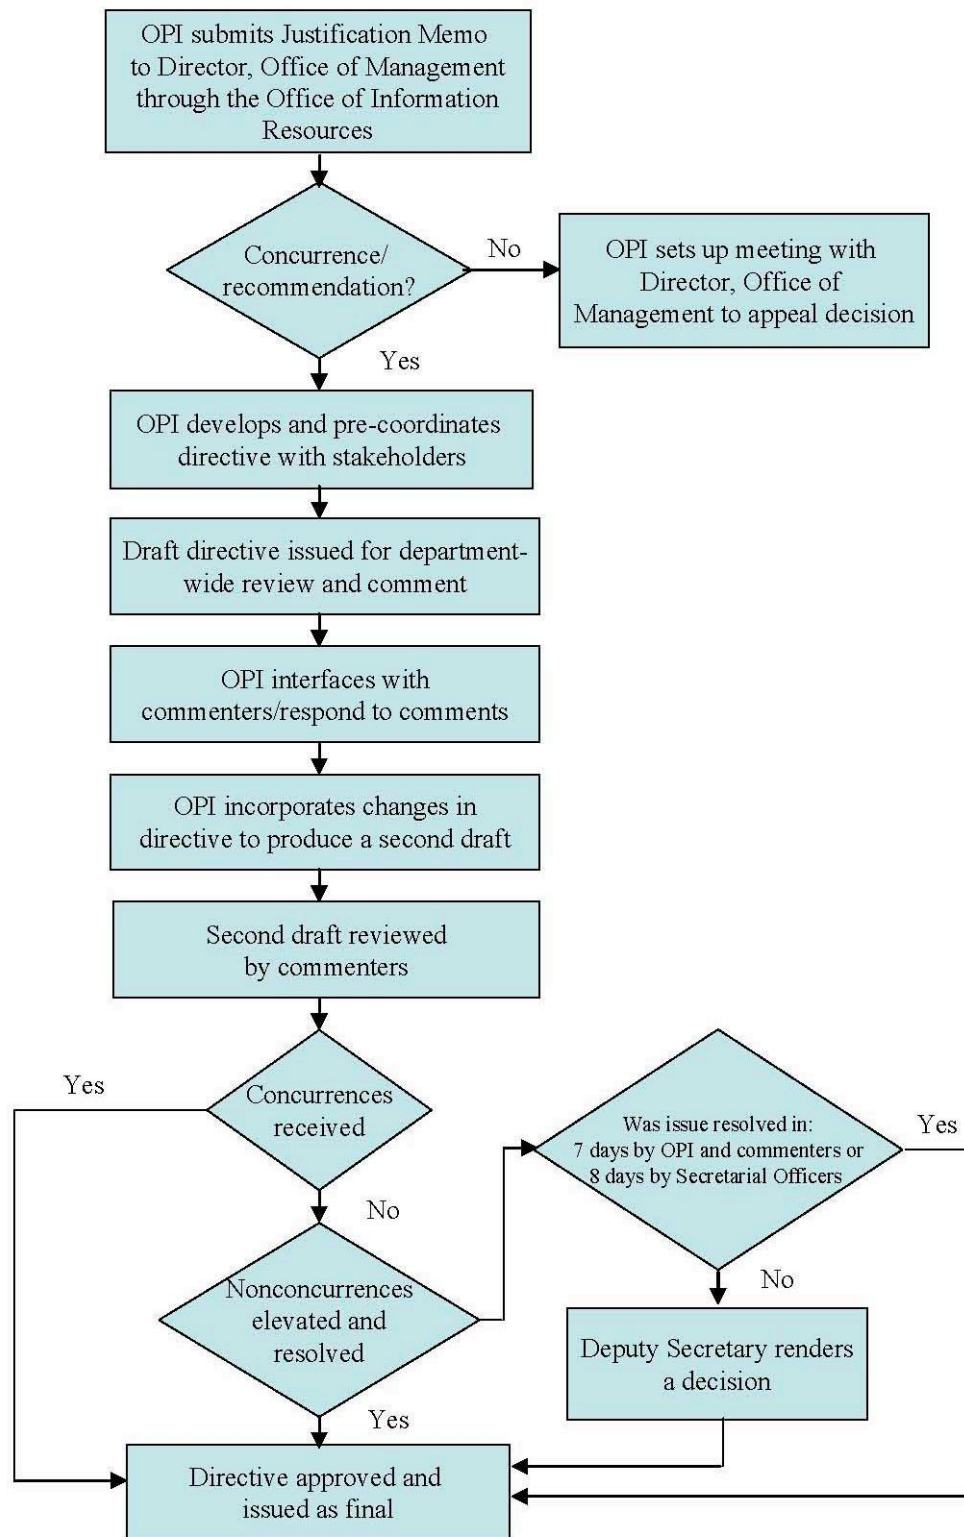 OPI submits Justification Memo
to Director, Office of Management
through the Office of Information
Resources
Concurrence/
recommendation?
No
OPI sets up meeting with
Director, Office of
Management to appeal decision
Yes
OPI develops and pre-coordinates
directive with stakeholders
Draft directive issued for department-
wide review and comment
OPI interfaces with
commenters/respond to comments
OPI incorporates changes in
directive to produce a second draft
Second draft reviewed
by commenters
Yes
Concurrences
received
No
Was issue resolved in:
7 days by OPI and commenters or
8 days by Secretarial Officers
Yes
No
Nonconcurrences
elevated and
resolved
Yes
Deputy Secretary renders
a decision
Directive approved and
issued as final